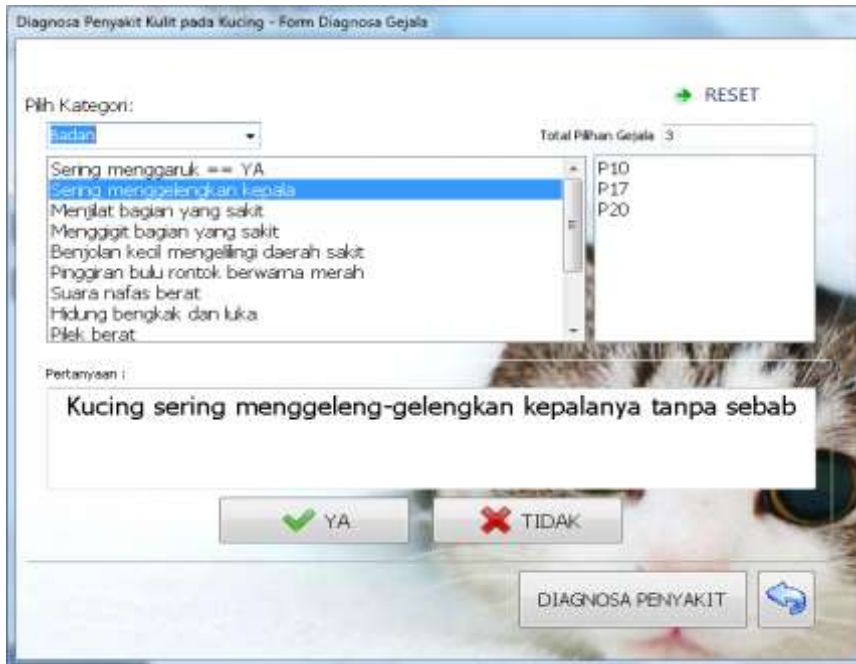 Diagnosa Penyakit Kulit pada Kucing - Form Diagnosa Gejala
RESET
Pilih Kategori:
Badan
Total Pilihan Gejala 3
Sering menggaruk == YA
Sering menggelengkan kepala
Menjilat bagian yang sakit
Menggigit bagian yang sakit
Benjolan kecil mengelilingi daerah sakit
Pinggiran bulu rontok berwarna merah
Suara nafas berat
Hidung bengkak dan luka
Pilek berat
P10
P17
P20
Pertanyaan :
Kucing sering menggeleng-gelengkan kepalanya tanpa sebab
YA
TIDAK
DIAGNOSA PENYAKIT